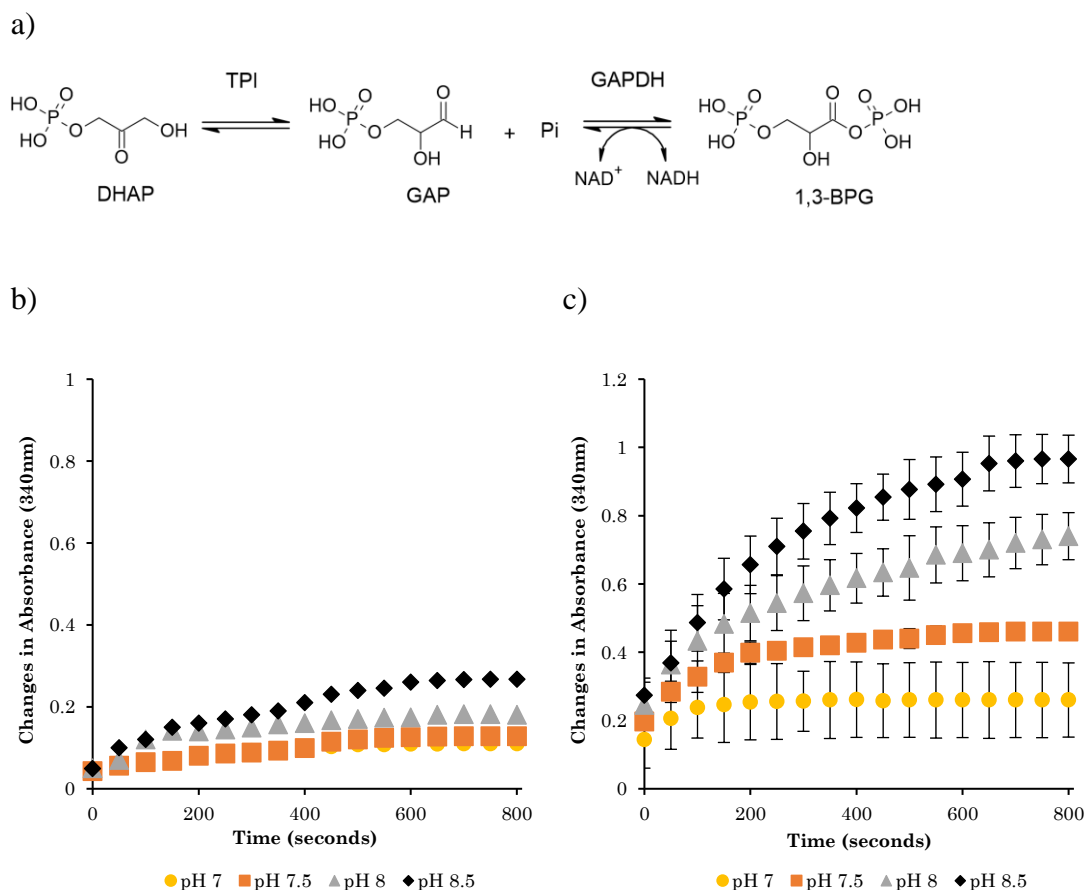 a)
TPI
GAPDH
HO
P
O
HO
O
O
OH
DHAP
HO
P
O
HO
O
O
H
OH
GAP
+ Pi
NAD+ NADH
HO
P
O
HO
O
O
O
P
O
OH
OH
OH
1,3-BPG
b)
Changes in Absorbance (340nm)
1
0.8
0.6
0.4
0.2
0
0 200 400 600 800
Time (seconds)
pH 7 pH 7.5 pH 8 pH 8.5
c)
Changes in Absorbance (340nm)
1.2
1
0.8
0.6
0.4
0.2
0
0 200 400 600 800
Time (seconds)
pH 7 pH 7.5 pH 8 pH 8.5